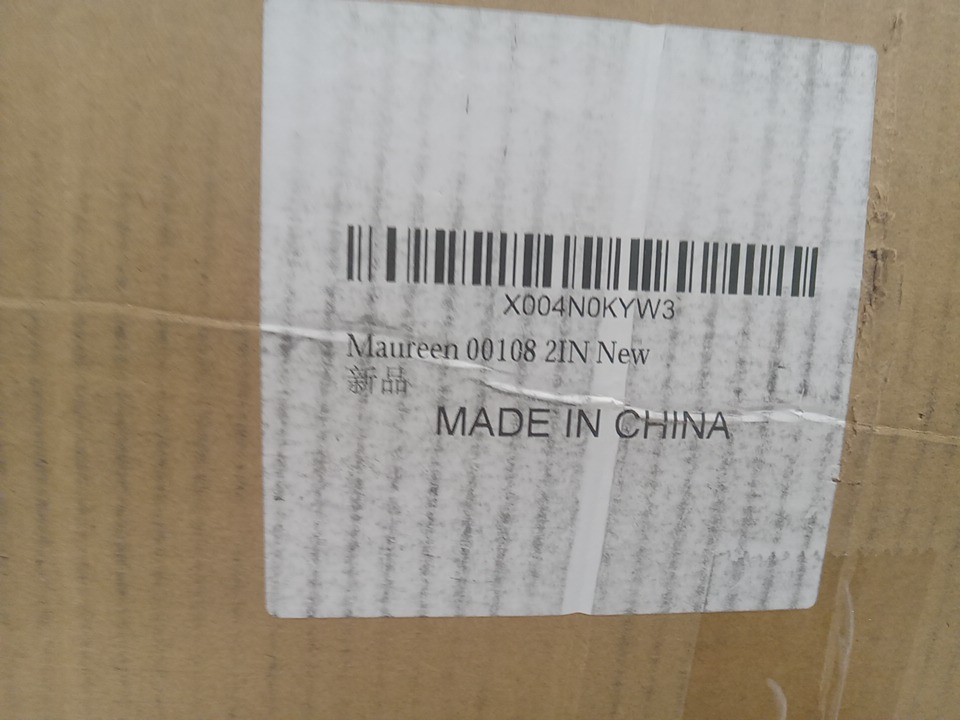 X004N0KYW3
Maureen 00108 2IN New
新品
MADE IN CHINA